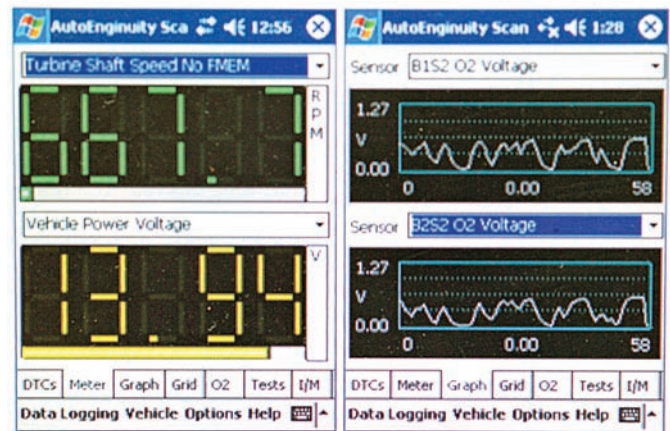 AutoEnginuity Sca 12:56
Turbine Shaft Speed No FMEM
RPM
Vehicle Power Voltage
13.94
V
DTCs Meter Graph Grid O2 Tests I/M
Data Logging Vehicle Options Help
AutoEnginuity Scan 1:28
Sensor B1S2 O2 Voltage
1.27
V
0.00
0 0.00 58
Sensor B2S2 O2 Voltage
1.27
V
0.00
0 0.00 58
DTCs Meter Graph Grid O2 Tests I/M
Data Logging Vehicle Options Help